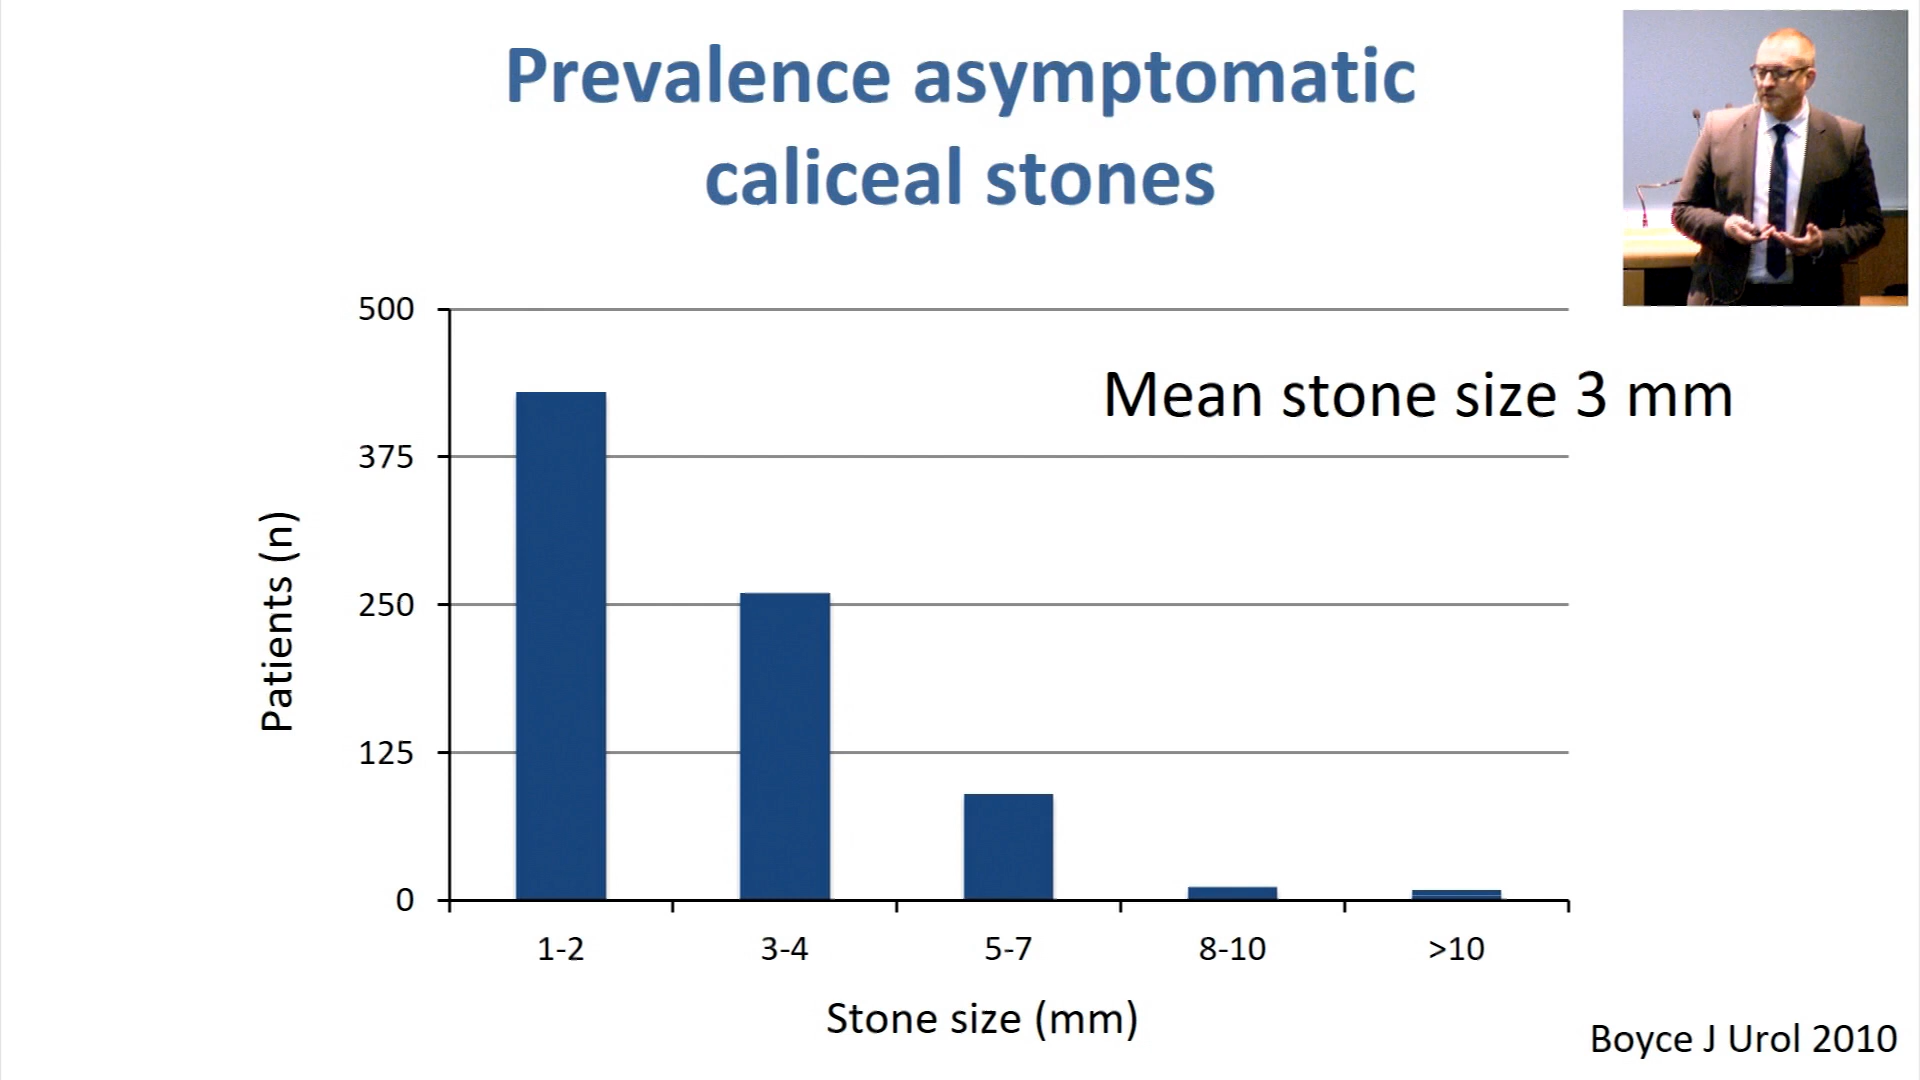 Prevalence asymptomatic
caliceal stones
500
Mean stone size 3 mm
375
Patients (n)
250
125
0
1-2 3-4 5-7 8-10 >10
Stone size (mm)
Boyce J Urol 2010